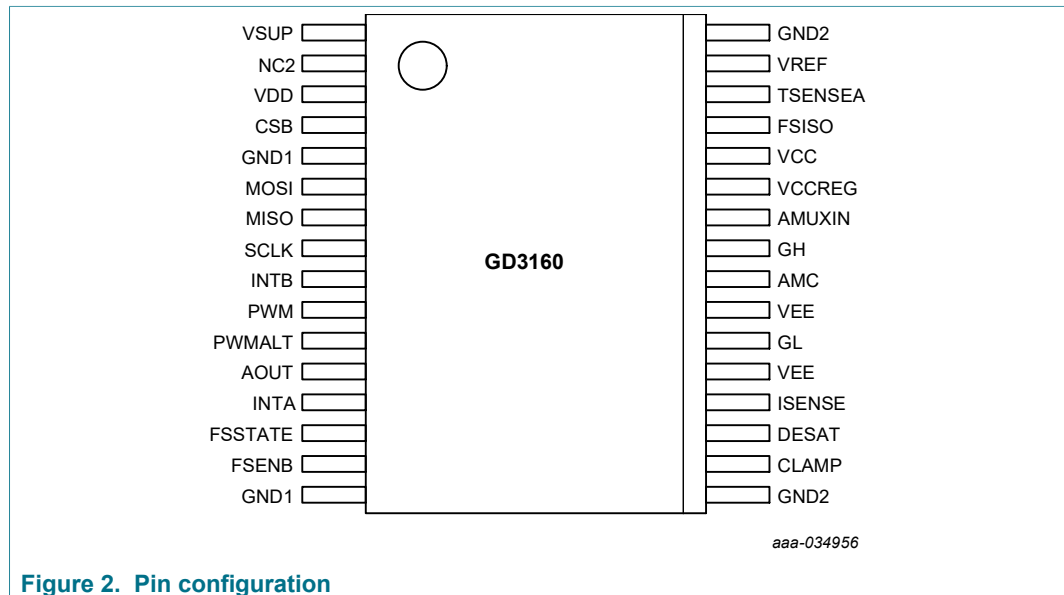 VSUP
NC2
VDD
CSB
GND1
MOSI
MISO
SCLK
INTB
PWM
PWMALT
AOUT
INTA
FSSTATE
FSENB
GND1
GD3160
GND2
VREF
TSENSEA
FSISO
VCC
VCCREG
AMUXIN
GH
AMC
VEE
GL
VEE
ISENSE
DESAT
CLAMP
GND2
aaa-034956
Figure 2. Pin configuration